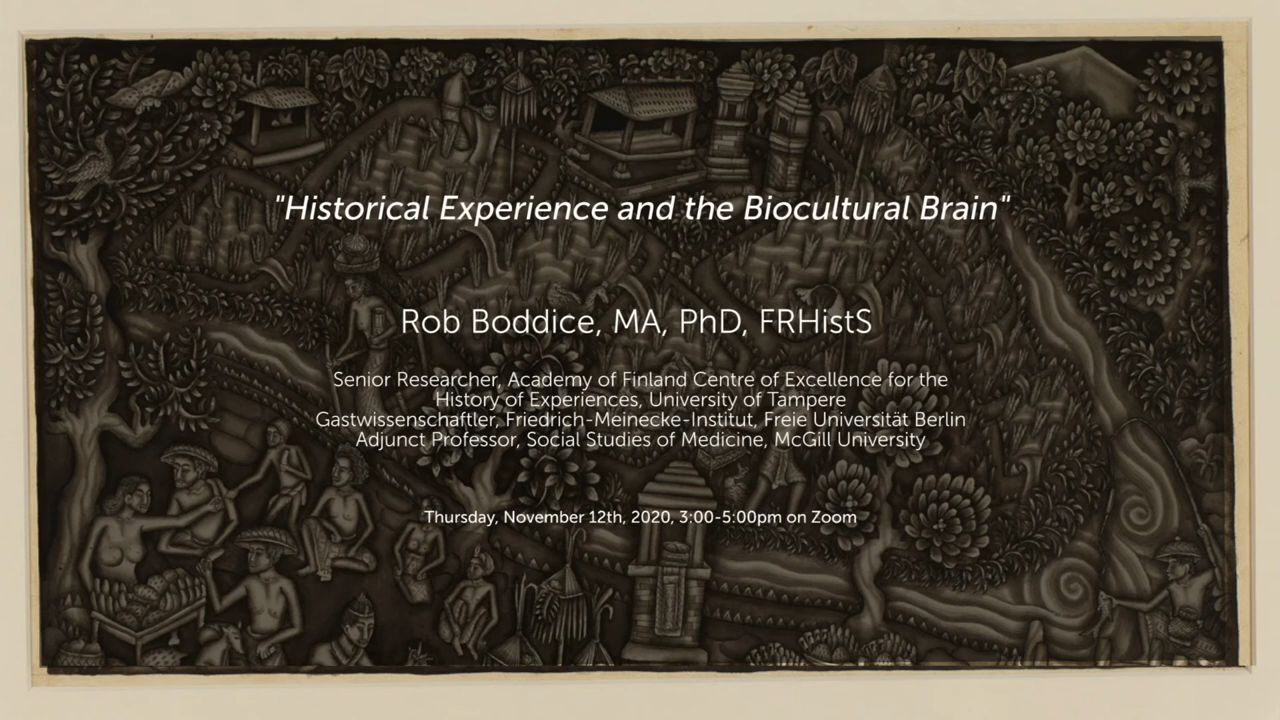 "Historical Experience and the Biocultural Brain"
Rob Boddice, MA, PhD, FRHistS
Senior Researcher, Academy of Finland Centre of Excellence for the
History of Experiences, University of Tampere
Gastwissenschaftler, Friedrich-Meinecke-Institut, Freie Universität Berlin
Adjunct Professor, Social Studies of Medicine, McGill University
Thursday, November 12th, 2020, 3:00-5:00pm on Zoom